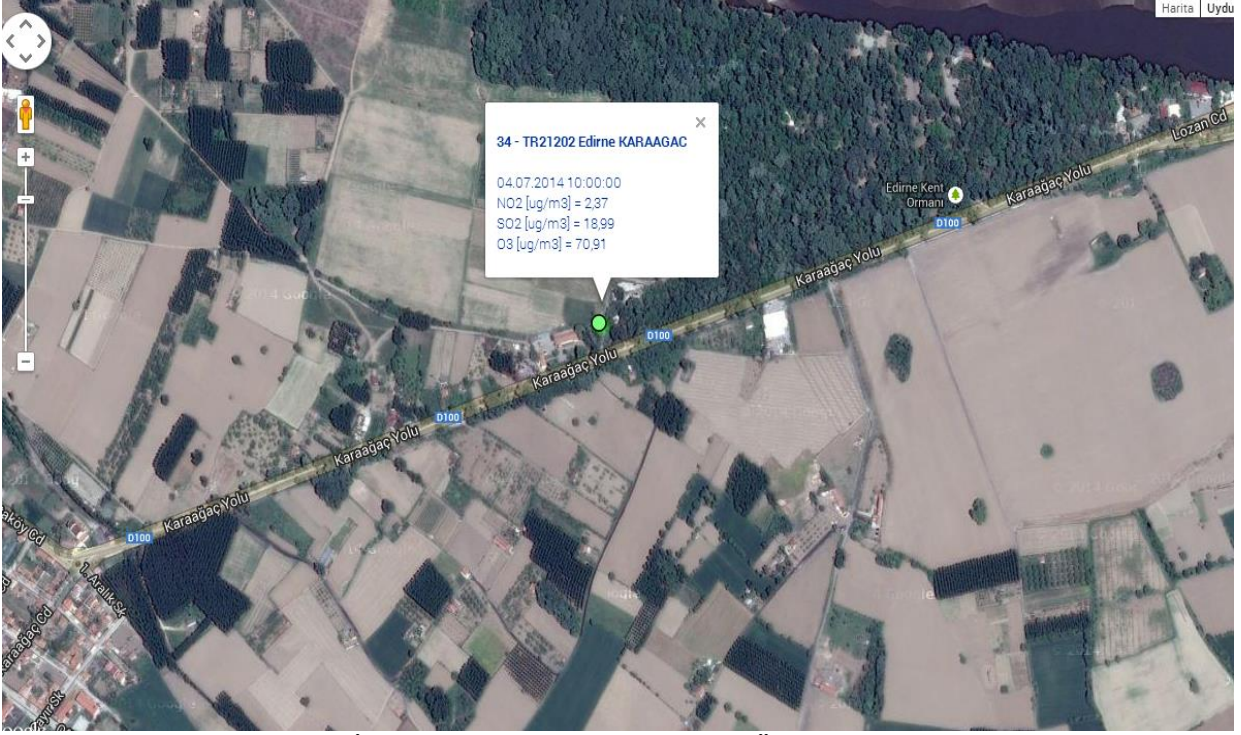 Harita Uydu
34 - TR21202 Edirne KARAAGAC
04.07.2014 10:00:00
NO2 [ug/m3] = 2,37
SO2 [ug/m3] = 18,99
O3 [ug/m3] = 70,91
Lozan Cd
Karaağaç Yolu
Edirne Kent
Ormanı
D100
Karaağaç Yolu
D100
Karaağaç Yolu
D100
Karaağaç Yolu
Karaağaç Yolu
D100
1. Aralık Sk
Karaağaç Cd